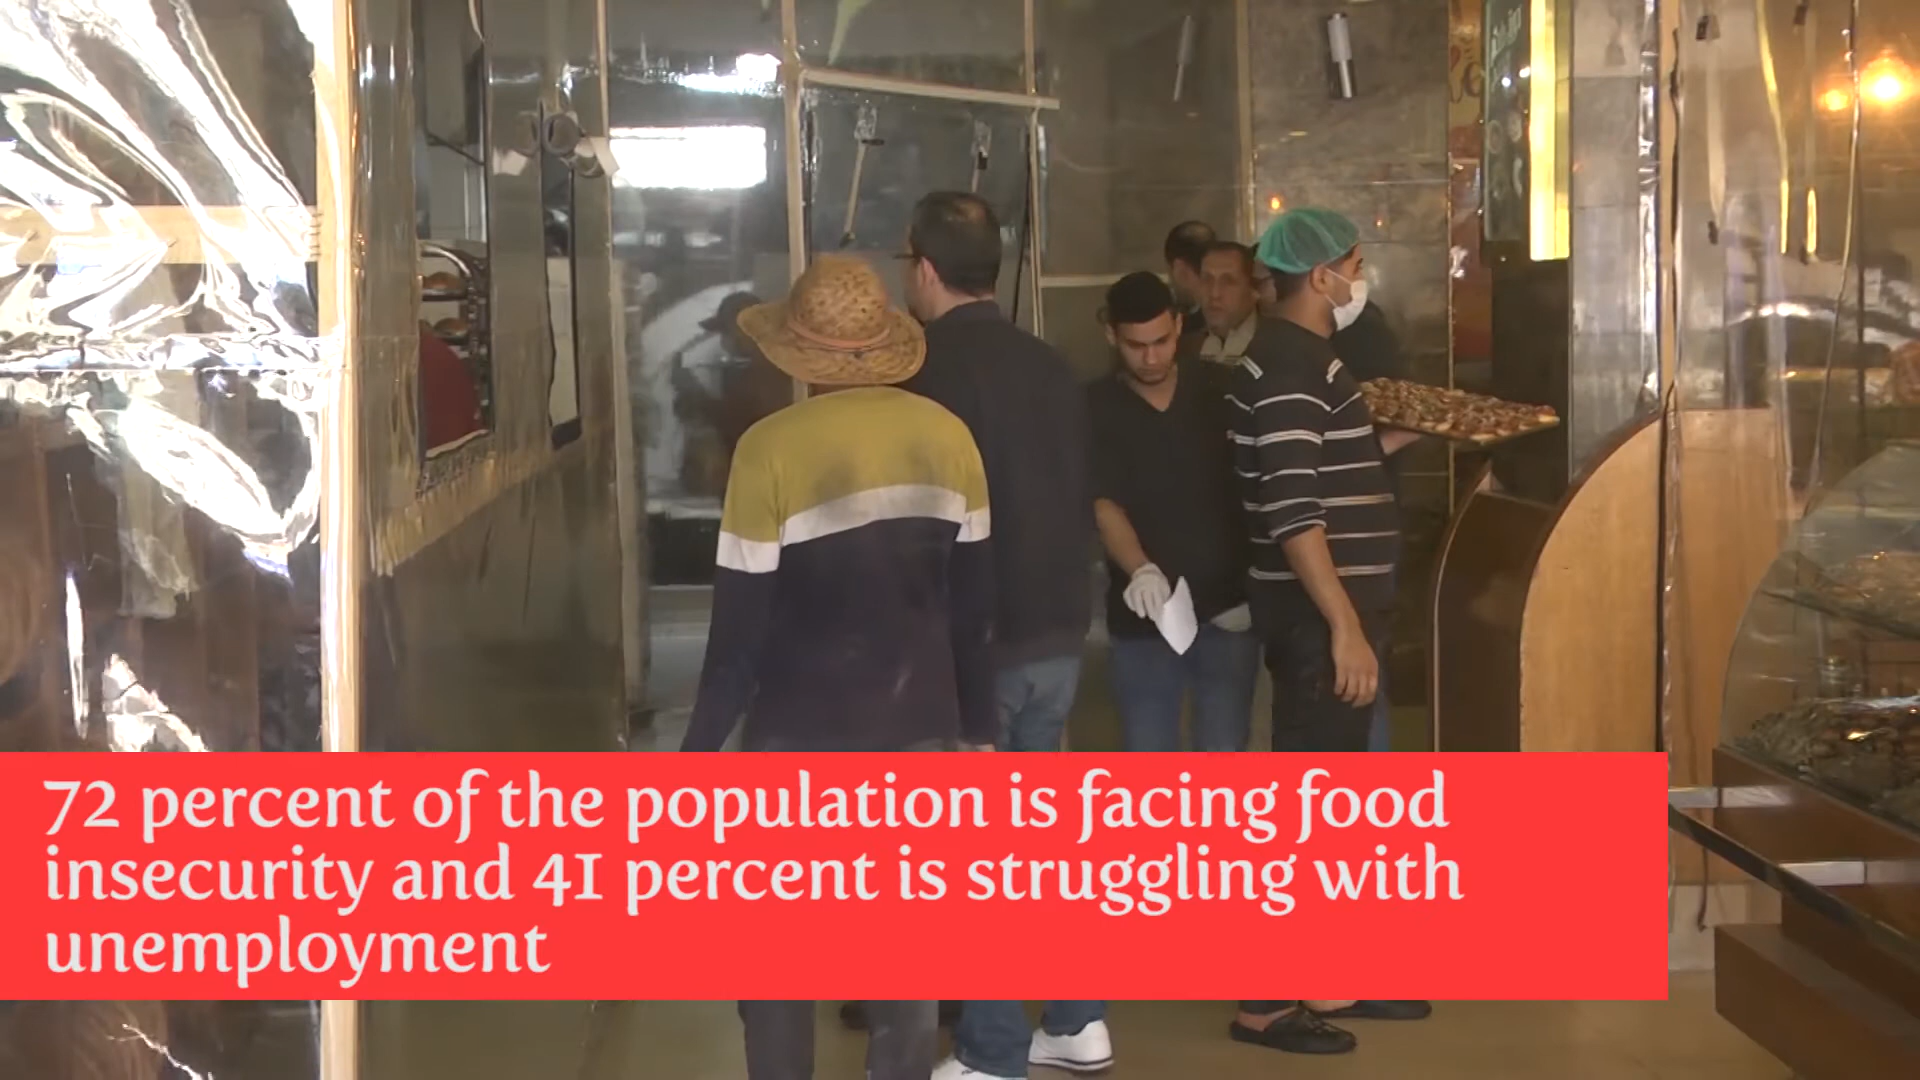 72 percent of the population is facing food
insecurity and 41 percent is struggling with
unemployment